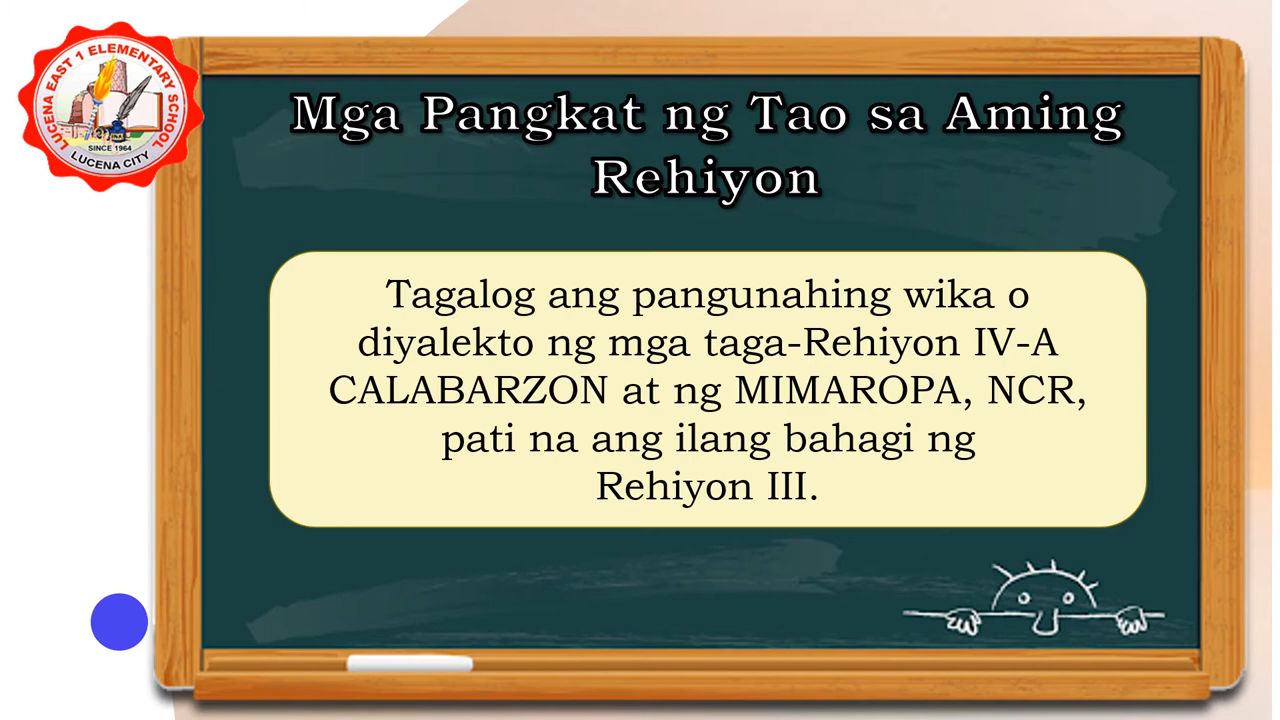 LUCENA EAST 1 ELEMENTARY SCHOOL
SINCE 1964
LUCENA CITY
Mga Pangkat ng Tao sa Aming
Rehiyon
Tagalog ang pangunahing wika o
diyalekto ng mga taga-Rehiyon IV-A
CALABARZON at ng MIMAROPA, NCR,
pati na ang ilang bahagi ng
Rehiyon III.